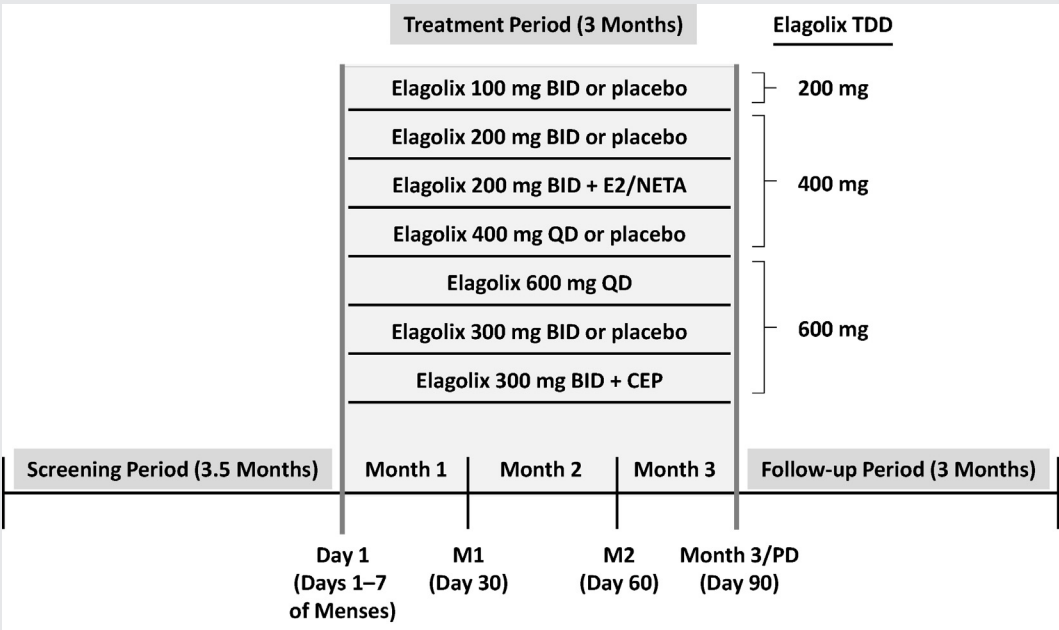 Treatment Period (3 Months)
Elagolix TDD
Elagolix 100 mg BID or placebo
200 mg
Elagolix 200 mg BID or placebo
Elagolix 200 mg BID + E2/NETA
400 mg
Elagolix 400 mg QD or placebo
Elagolix 600 mg QD
Elagolix 300 mg BID or placebo
600 mg
Elagolix 300 mg BID + CEP
Screening Period (3.5 Months)
Month 1
Month 2
Month 3
Follow-up Period (3 Months)
Day 1
(Days 1–7
of Menses)
M1
(Day 30)
M2
(Day 60)
Month 3/PD
(Day 90)